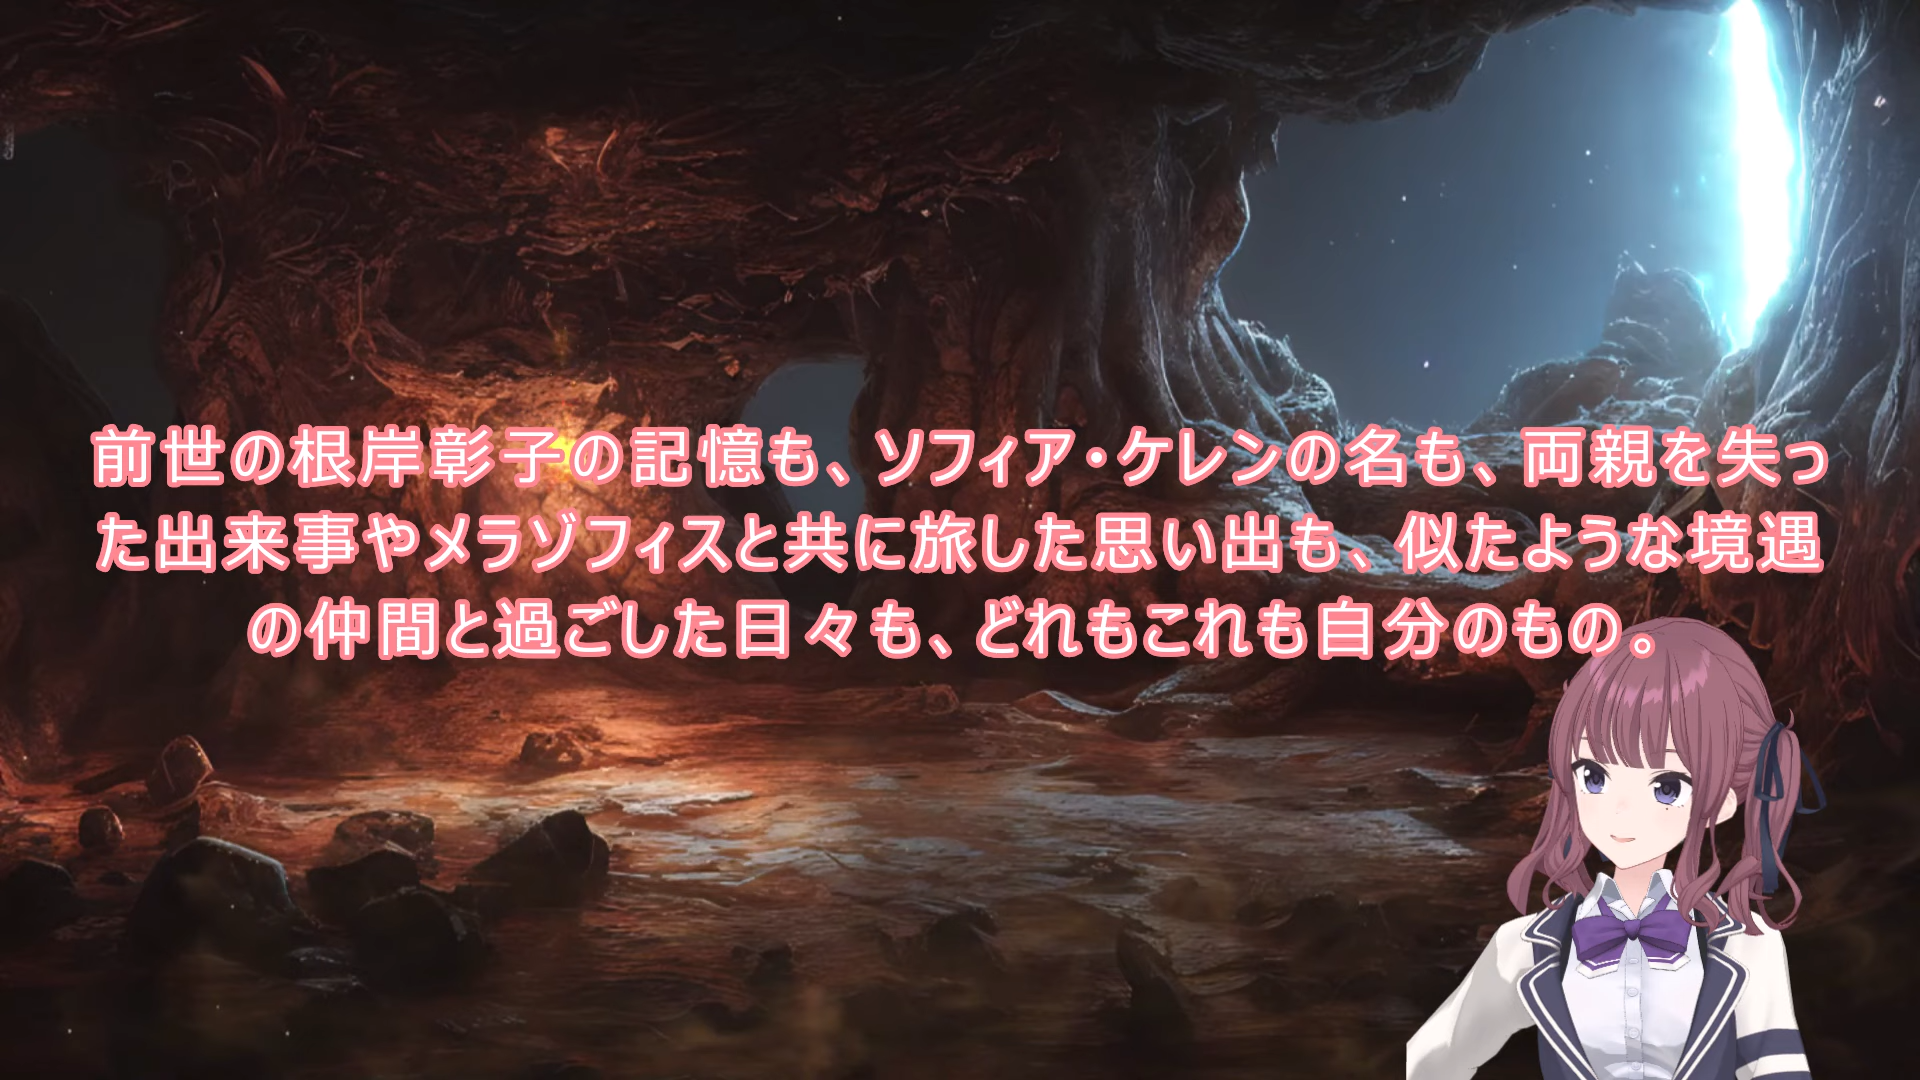 前世の根岸彰子の記憶も、ソフィア・ケレンの名も、両親を失っ
た出来事やメラゾフィスと共に旅した思い出も、似たような境遇
の仲間と過ごした日々も、どれもこれも自分のもの。